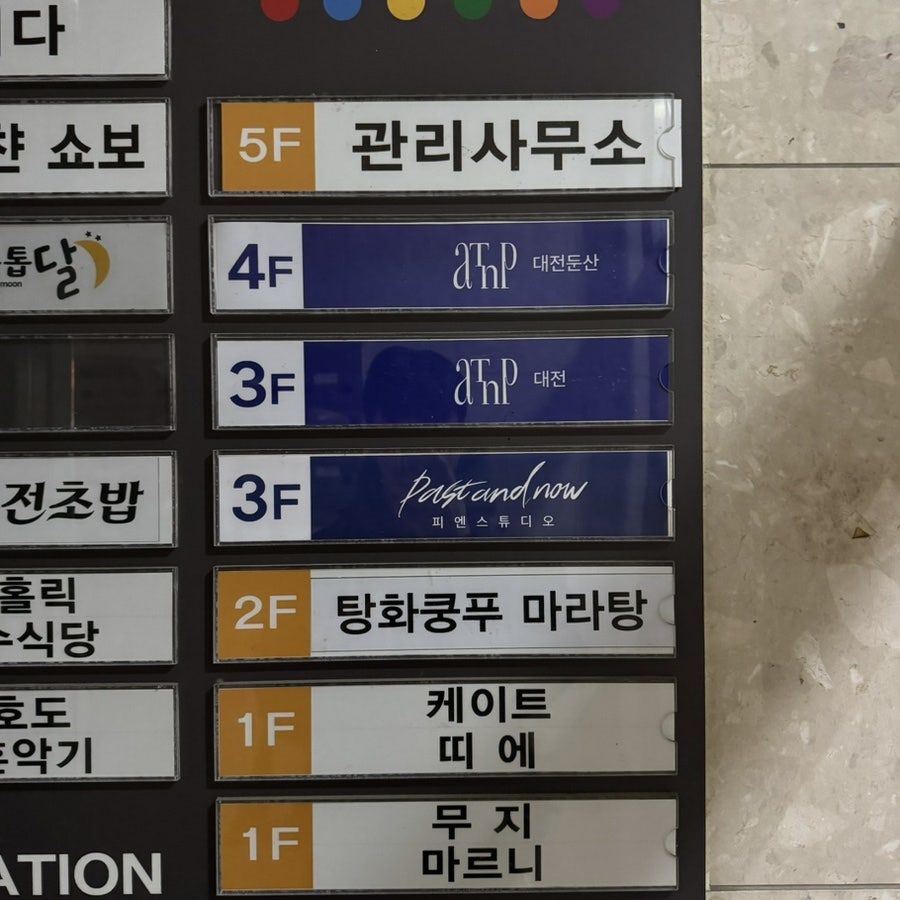 다
쇼보
톱달
moon
전초밥
홀릭
수식당
호도
악기
ATION
5F 관리사무소
4F aTnP 대전둔산
3F aTnP 대전
3F Past and now
피엔스튜디오
2F 탕화쿵푸 마라탕
1F 케이트
띠 에
1F 무 지
마르니